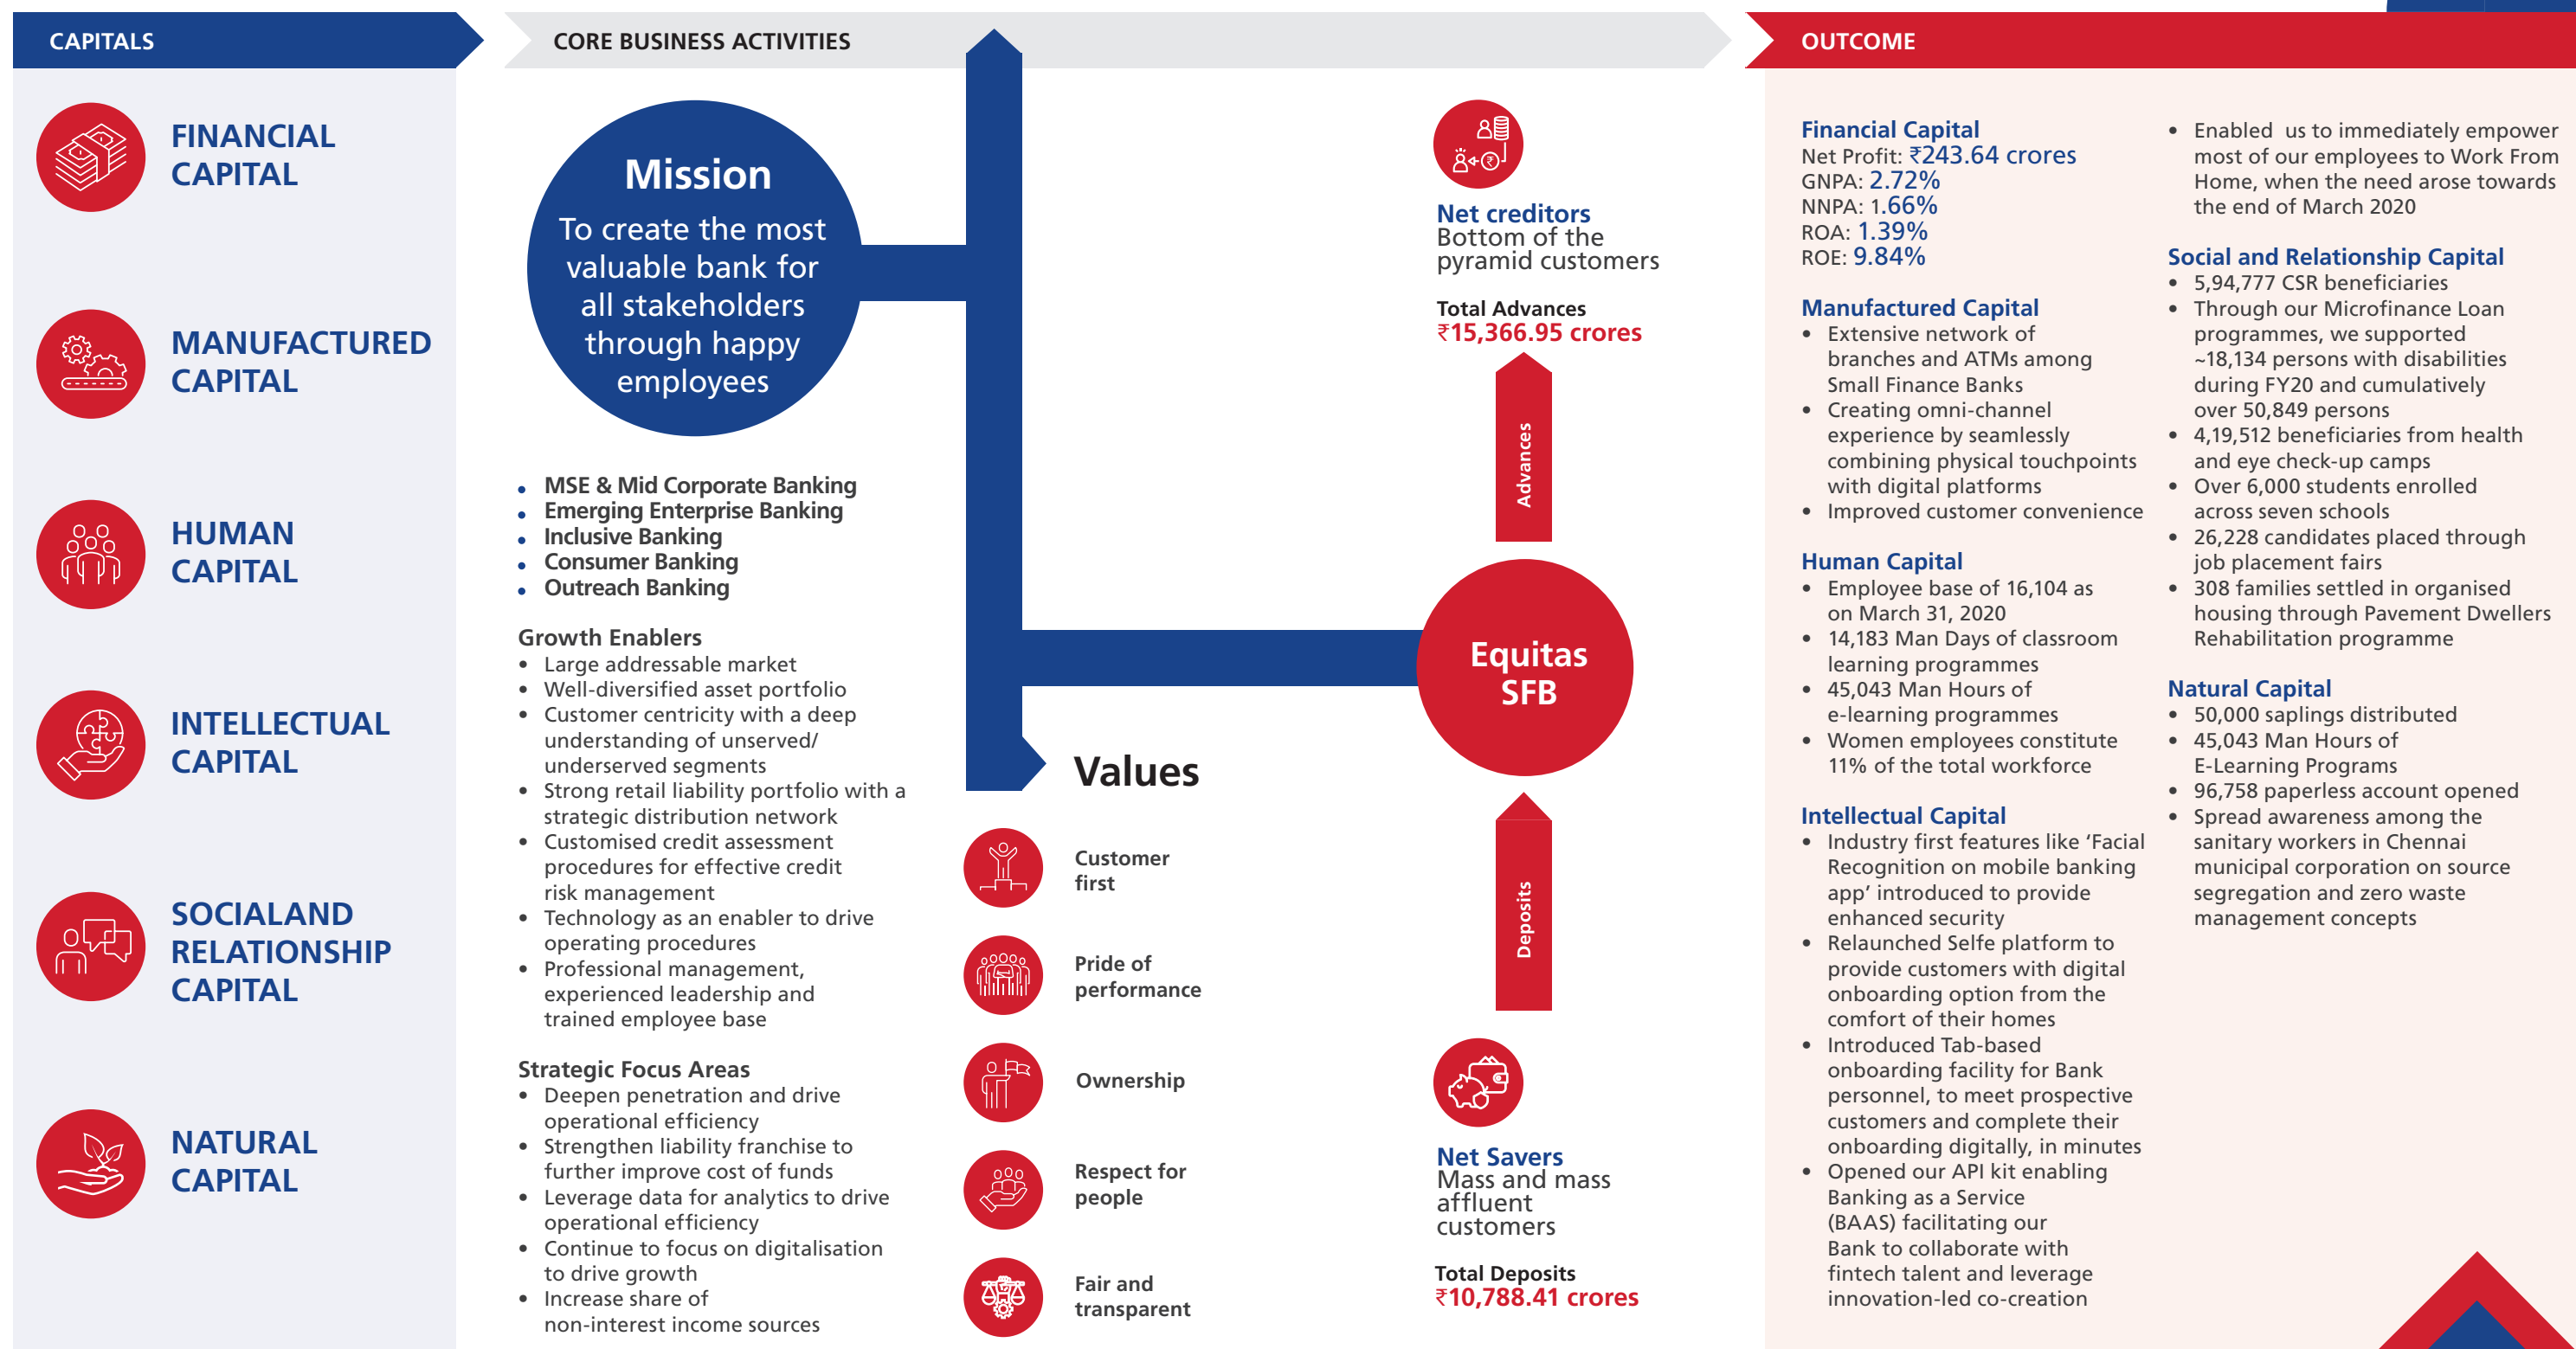 CAPITALS
FINANCIAL
CAPITAL
MANUFACTURED
CAPITAL
HUMAN
CAPITAL
INTELLECTUAL
CAPITAL
SOCIALAND
RELATIONSHIP
CAPITAL
NATURAL
CAPITAL
CORE BUSINESS ACTIVITIES
Mission
To create the most
valuable bank for
all stakeholders
through happy
employees
• MSE & Mid Corporate Banking
• Emerging Enterprise Banking
• Inclusive Banking
• Consumer Banking
• Outreach Banking
Growth Enablers
• Large addressable market
• Well-diversified asset portfolio
• Customer centricity with a deep
understanding of unserved/
underserved segments
• Strong retail liability portfolio with a
strategic distribution network
• Customised credit assessment
procedures for effective credit
risk management
• Technology as an enabler to drive
operating procedures
• Professional management,
experienced leadership and
trained employee base
Strategic Focus Areas
• Deepen penetration and drive
operational efficiency
• Strengthen liability franchise to
further improve cost of funds
• Leverage data for analytics to drive
operational efficiency
• Continue to focus on digitalisation
to drive growth
• Increase share of
non-interest income sources
Values
Customer
first
Pride of
performance
Ownership
Respect for
people
Fair and
transparent
Net creditors
Bottom of the
pyramid customers
Total Advances
₹15,366.95 crores
Advances
Equitas
SFB
Deposits
Net Savers
Mass and mass
affluent
customers
Total Deposits
₹10,788.41 crores
OUTCOME
Financial Capital
Net Profit: ₹243.64 crores
GNPA: 2.72%
NNPA: 1.66%
ROA: 1.39%
ROE: 9.84%
Manufactured Capital
• Extensive network of
branches and ATMs among
Small Finance Banks
• Creating omni-channel
experience by seamlessly
combining physical touchpoints
with digital platforms
• Improved customer convenience
Human Capital
• Employee base of 16,104 as
on March 31, 2020
• 14,183 Man Days of classroom
learning programmes
• 45,043 Man Hours of
e-learning programmes
• Women employees constitute
11% of the total workforce
Intellectual Capital
• Industry first features like ‘Facial
Recognition on mobile banking
app’ introduced to provide
enhanced security
• Relaunched Selfe platform to
provide customers with digital
onboarding option from the
comfort of their homes
• Introduced Tab-based
onboarding facility for Bank
personnel, to meet prospective
customers and complete their
onboarding digitally, in minutes
• Opened our API kit enabling
Banking as a Service
(BAAS) facilitating our
Bank to collaborate with
fintech talent and leverage
innovation-led co-creation
• Enabled us to immediately empower
most of our employees to Work From
Home, when the need arose towards
the end of March 2020
Social and Relationship Capital
• 5,94,777 CSR beneficiaries
• Through our Microfinance Loan
programmes, we supported
~18,134 persons with disabilities
during FY20 and cumulatively
over 50,849 persons
• 4,19,512 beneficiaries from health
and eye check-up camps
• Over 6,000 students enrolled
across seven schools
• 26,228 candidates placed through
job placement fairs
• 308 families settled in organised
housing through Pavement Dwellers
Rehabilitation programme
Natural Capital
• 50,000 saplings distributed
• 45,043 Man Hours of
E-Learning Programs
• 96,758 paperless account opened
• Spread awareness among the
sanitary workers in Chennai
municipal corporation on source
segregation and zero waste
management concepts